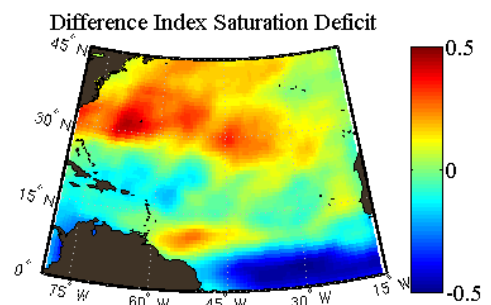 Difference Index Saturation Deficit
45° N
30° N
15° N
0°
75° W
60° W
45° W
30° W
15° W
0.5
0
-0.5